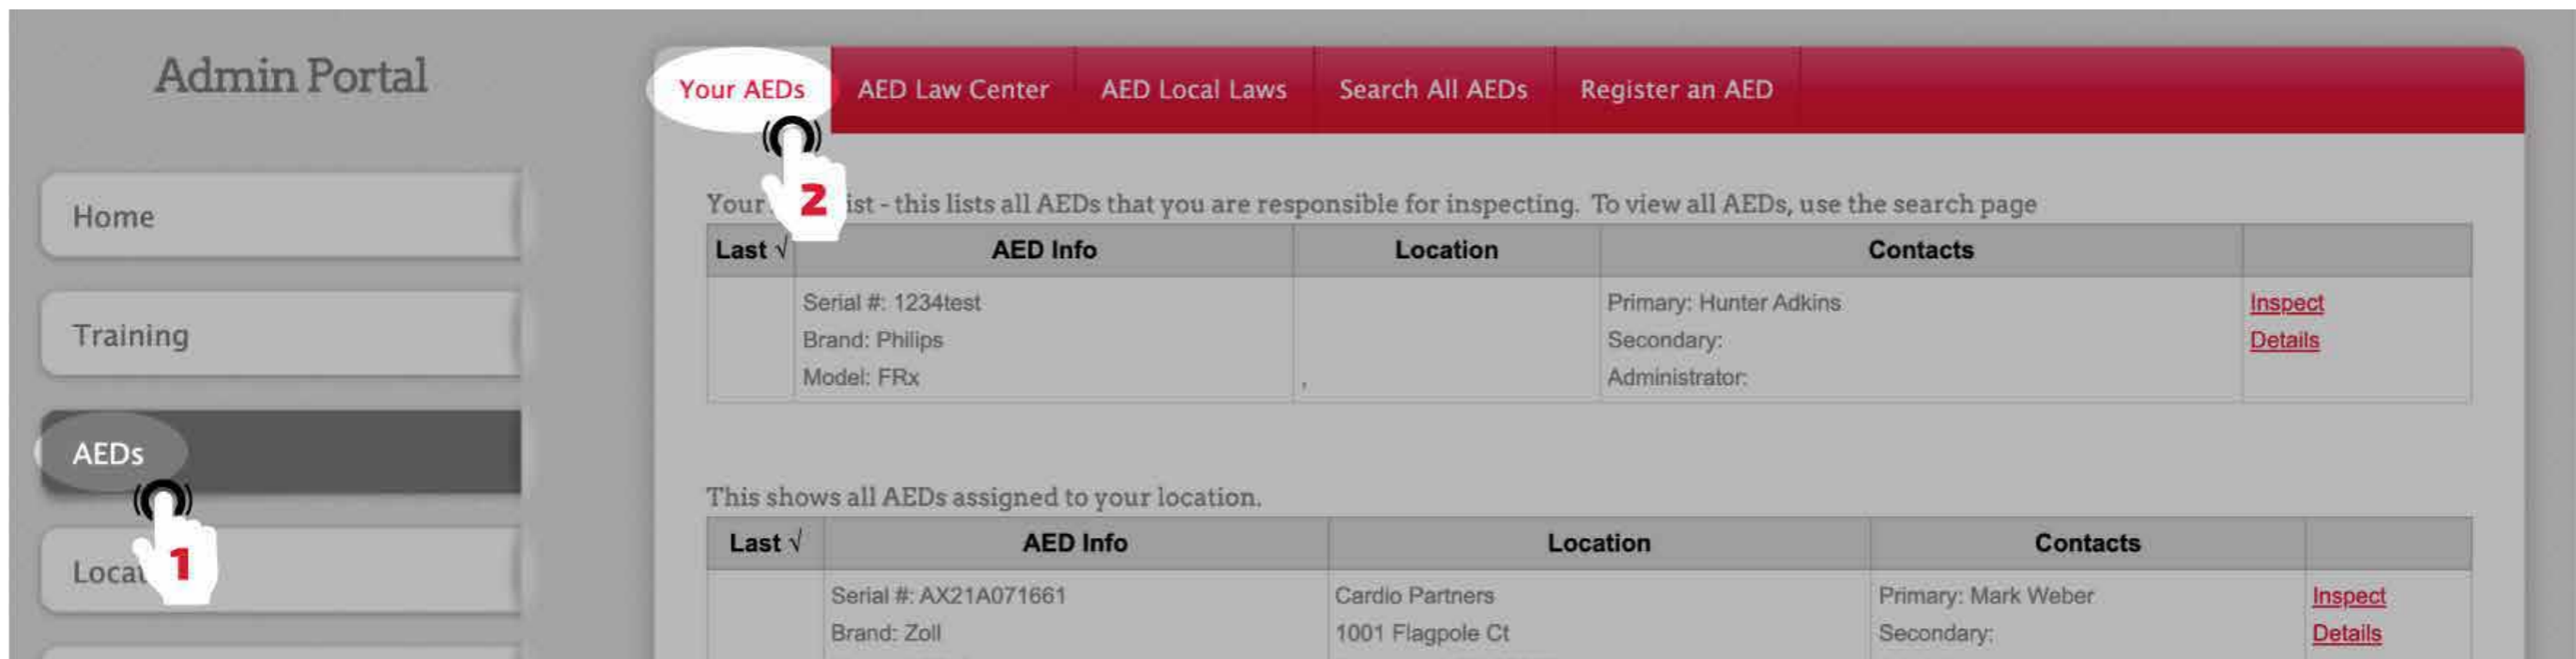 Admin Portal
Home
Training
AEDs
1
Your AEDs
AED Law Center
AED Local Laws
Search All AEDs
Register an AED
2
Your ist - this lists all AEDs that you are responsible for inspecting. To view all AEDs, use the search page
Last √ AED Info Location Contacts
Serial #: 1234test Primary: Hunter Adkins Inspect
Brand: Philips Secondary: Details
Model: FRx , Administrator:
This shows all AEDs assigned to your location.
Last √ AED Info Location Contacts
Serial #: AX21A071661 Cardio Partners Primary: Mark Weber Inspect
Brand: Zoll 1001 Flagpole Ct Secondary: Details